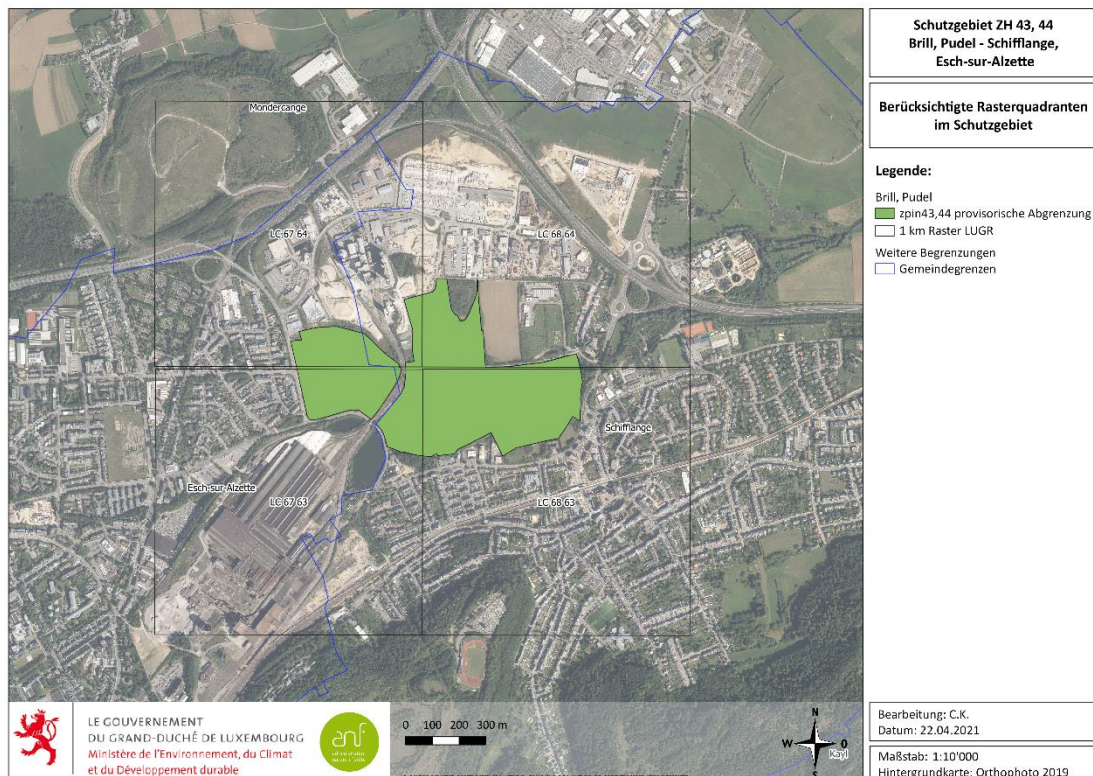 Schutzgebiet ZH 43, 44
Brill, Pudel - Schifflange,
Esch-sur-Alzette
Berücksigtigte Rasterquadranten
im Schutzgebiet
Legende:
Brill, Pudel
zpin43,44 provisorische Abgrenzung
1 km Raster LUGR
Weitere Begrenzungen
Gemeindegrenzen
Mondercange
LC 67 64
LC 68 64
Schifflange
Esch-sur-Alzette
LC 67 63
LC 68 63
LE GOUVERNEMENT
DU GRAND-DUCHÉ DE LUXEMBOURG
Ministère de l'Environnement, du Climat
et du Développement durable
anf
0 100 200 300 m
N
W O
S
Kayl
Bearbeitung: C.K.
Datum: 22.04.2021
Maßstab: 1:10'000
Hintergrundkarte: Orthophoto 2019